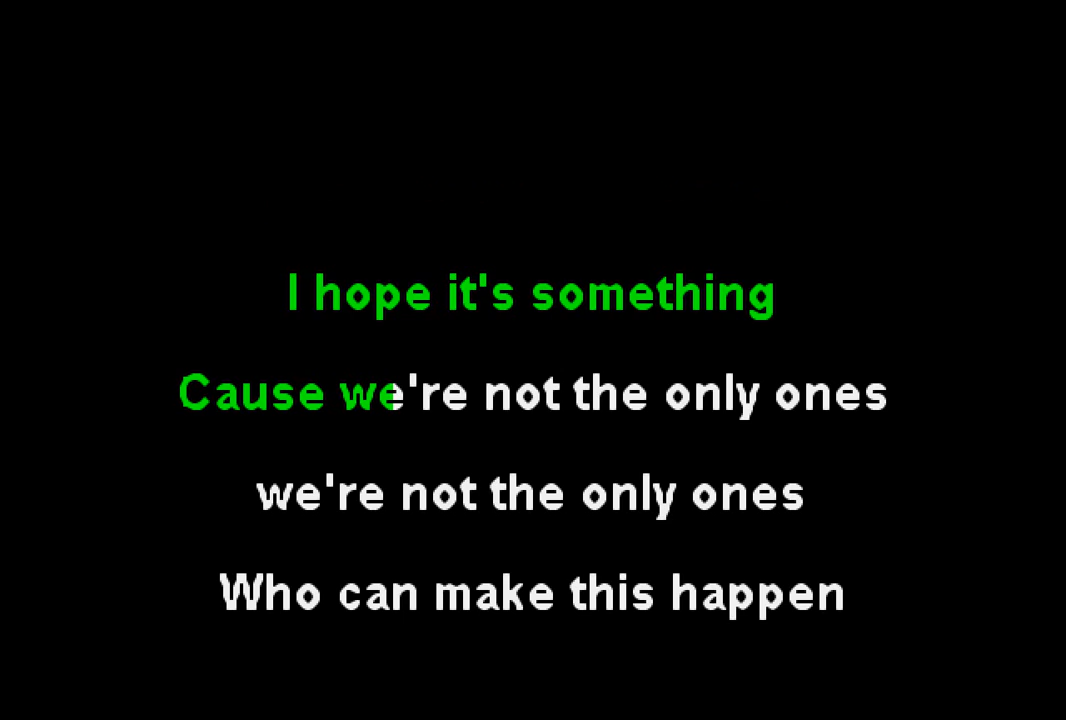 I hope it's something
Cause we're not the only ones
we're not the only ones
Who can make this happen